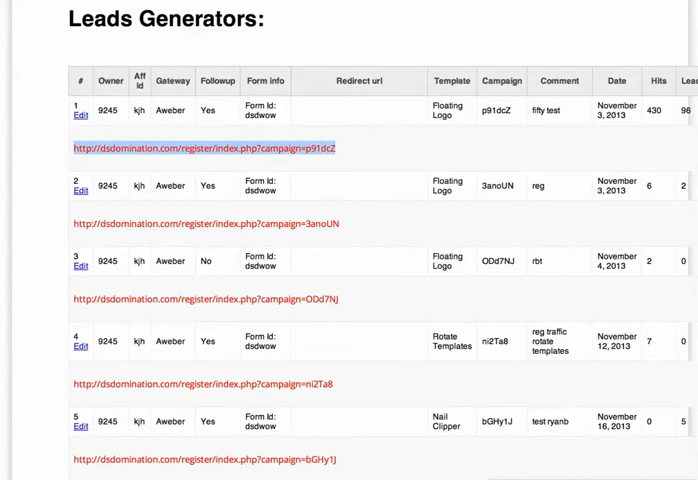 Leads Generators:
# Owner Aff Id Gateway Followup Form info Redirect url Template Campaign Comment Date Hits Lead
1 Edit 9245 kjh Aweber Yes Form Id: dsdwow Floating Logo p91dcZ fifty test November 3, 2013 430 96
http://dsdomination.com/register/index.php?campaign=p91dcZ
2 Edit 9245 kjh Aweber Yes Form Id: dsdwow Floating Logo 3anoUN reg November 3, 2013 6 2
http://dsdomination.com/register/index.php?campaign=3anoUN
3 Edit 9245 kjh Aweber No Form Id: dsdwow Floating Logo ODd7NJ rbt November 4, 2013 2 0
http://dsdomination.com/register/index.php?campaign=ODd7NJ
4 Edit 9245 kjh Aweber Yes Form Id: dsdwow Rotate Templates ni2Ta8 reg traffic rotate templates November 12, 2013 7 0
http://dsdomination.com/register/index.php?campaign=ni2Ta8
5 Edit 9245 kjh Aweber Yes Form Id: dsdwow Nail Clipper bGHy1J test ryanb November 16, 2013 0 5
http://dsdomination.com/register/index.php?campaign=bGHy1J